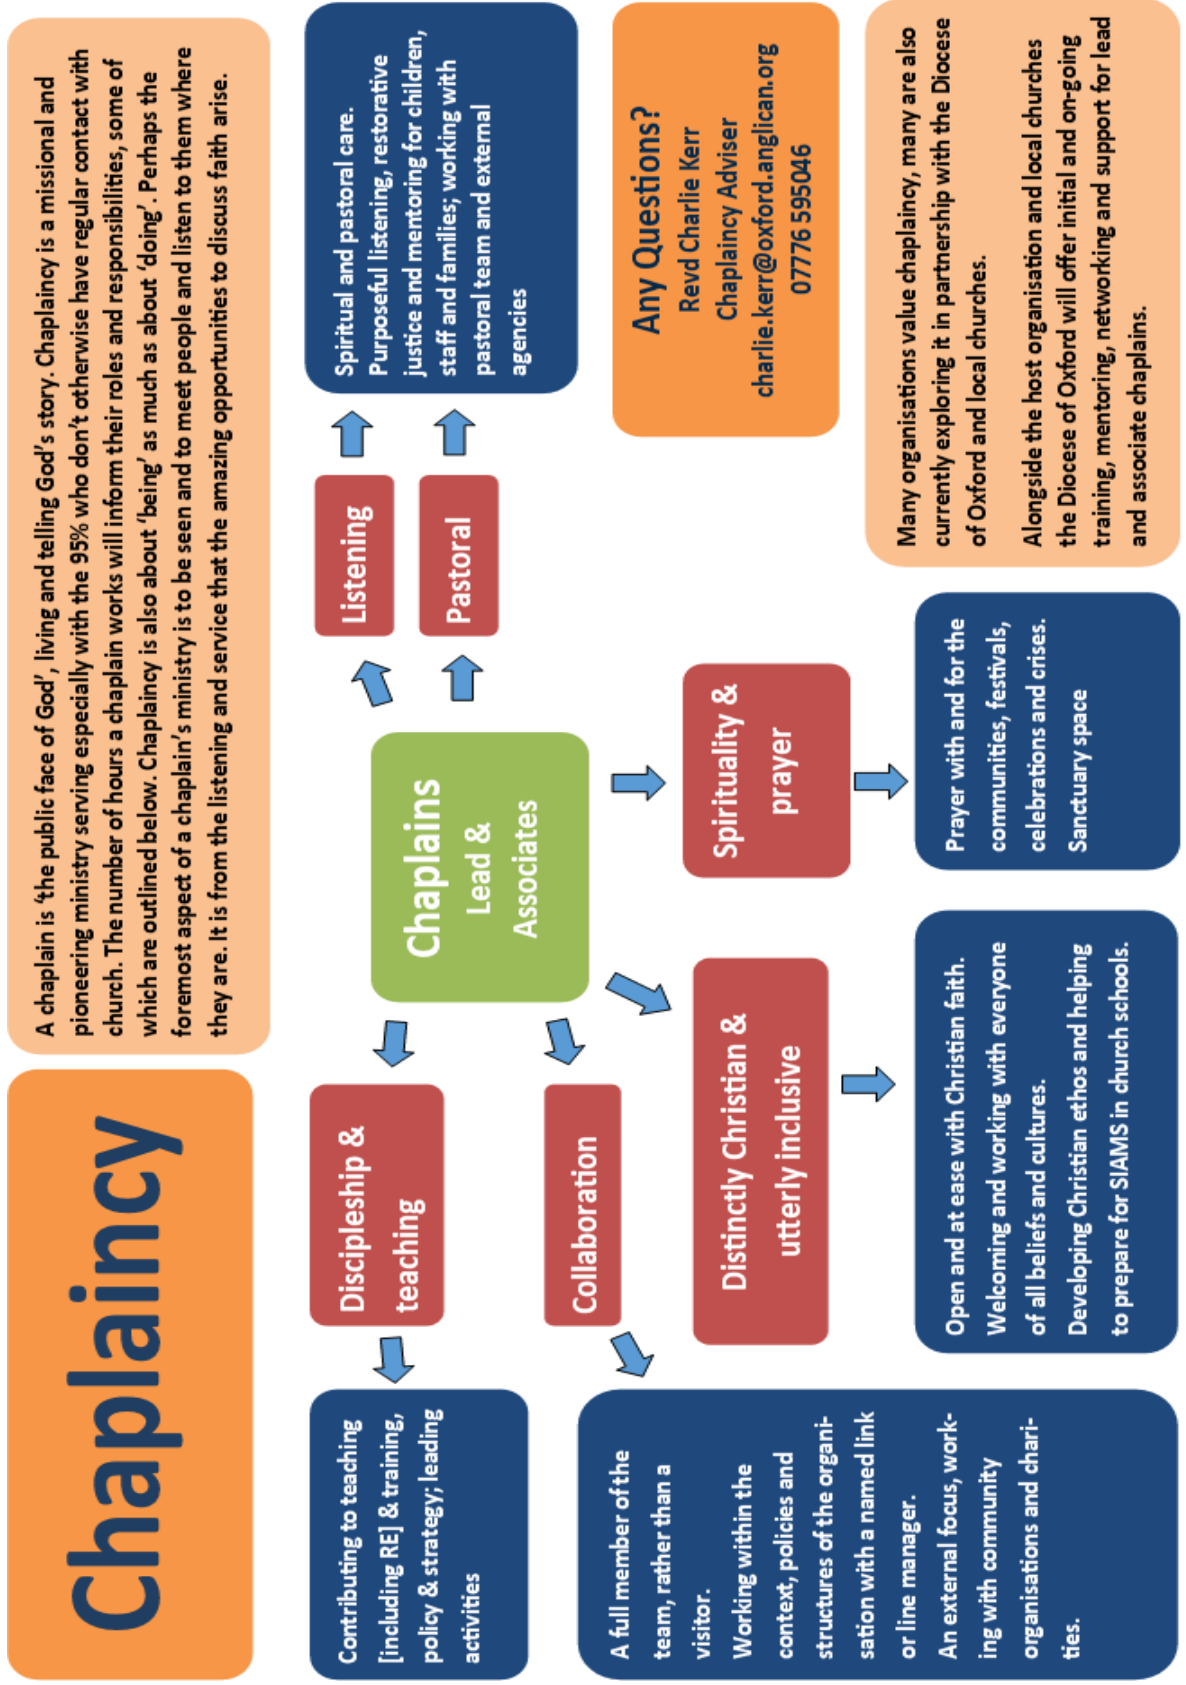 Chaplaincy
A chaplain is ‘the public face of God’, living and telling God’s story. Chaplaincy is a missional and
pioneering ministry serving especially with the 95% who don’t otherwise have regular contact with
church. The number of hours a chaplain works will inform their roles and responsibilities, some of
which are outlined below. Chaplaincy is also about ‘being’ as much as about ‘doing’. Perhaps the
foremost aspect of a chaplain’s ministry is to be seen and to meet people and listen to them where
they are. It is from the listening and service that the amazing opportunities to discuss faith arise.
Contributing to teaching
[including RE] & training,
policy & strategy; leading
activities
Discipleship &
teaching
Chaplains
Lead &
Associates
Listening
Pastoral
Spiritual and pastoral care.
Purposeful listening, restorative
justice and mentoring for children,
staff and families; working with
pastoral team and external
agencies
A full member of the
team, rather than a
visitor.
Working within the
context, policies and
structures of the organi-
sation with a named link
or line manager.
An external focus, work-
ing with community
organisations and chari-
ties.
Collaboration
Distinctly Christian &
utterly inclusive
Spirituality &
prayer
Any Questions?
Revd Charlie Kerr
Chaplaincy Adviser
charlie.kerr@oxford.anglican.org
07776 595046
Open and at ease with Christian faith.
Welcoming and working with everyone
of all beliefs and cultures.
Developing Christian ethos and helping
to prepare for SIAMS in church schools.
Prayer with and for the
communities, festivals,
celebrations and crises.
Sanctuary space
Many organisations value chaplaincy, many are also
currently exploring it in partnership with the Diocese
of Oxford and local churches.
Alongside the host organisation and local churches
the Diocese of Oxford will offer initial and on-going
training, mentoring, networking and support for lead
and associate chaplains.